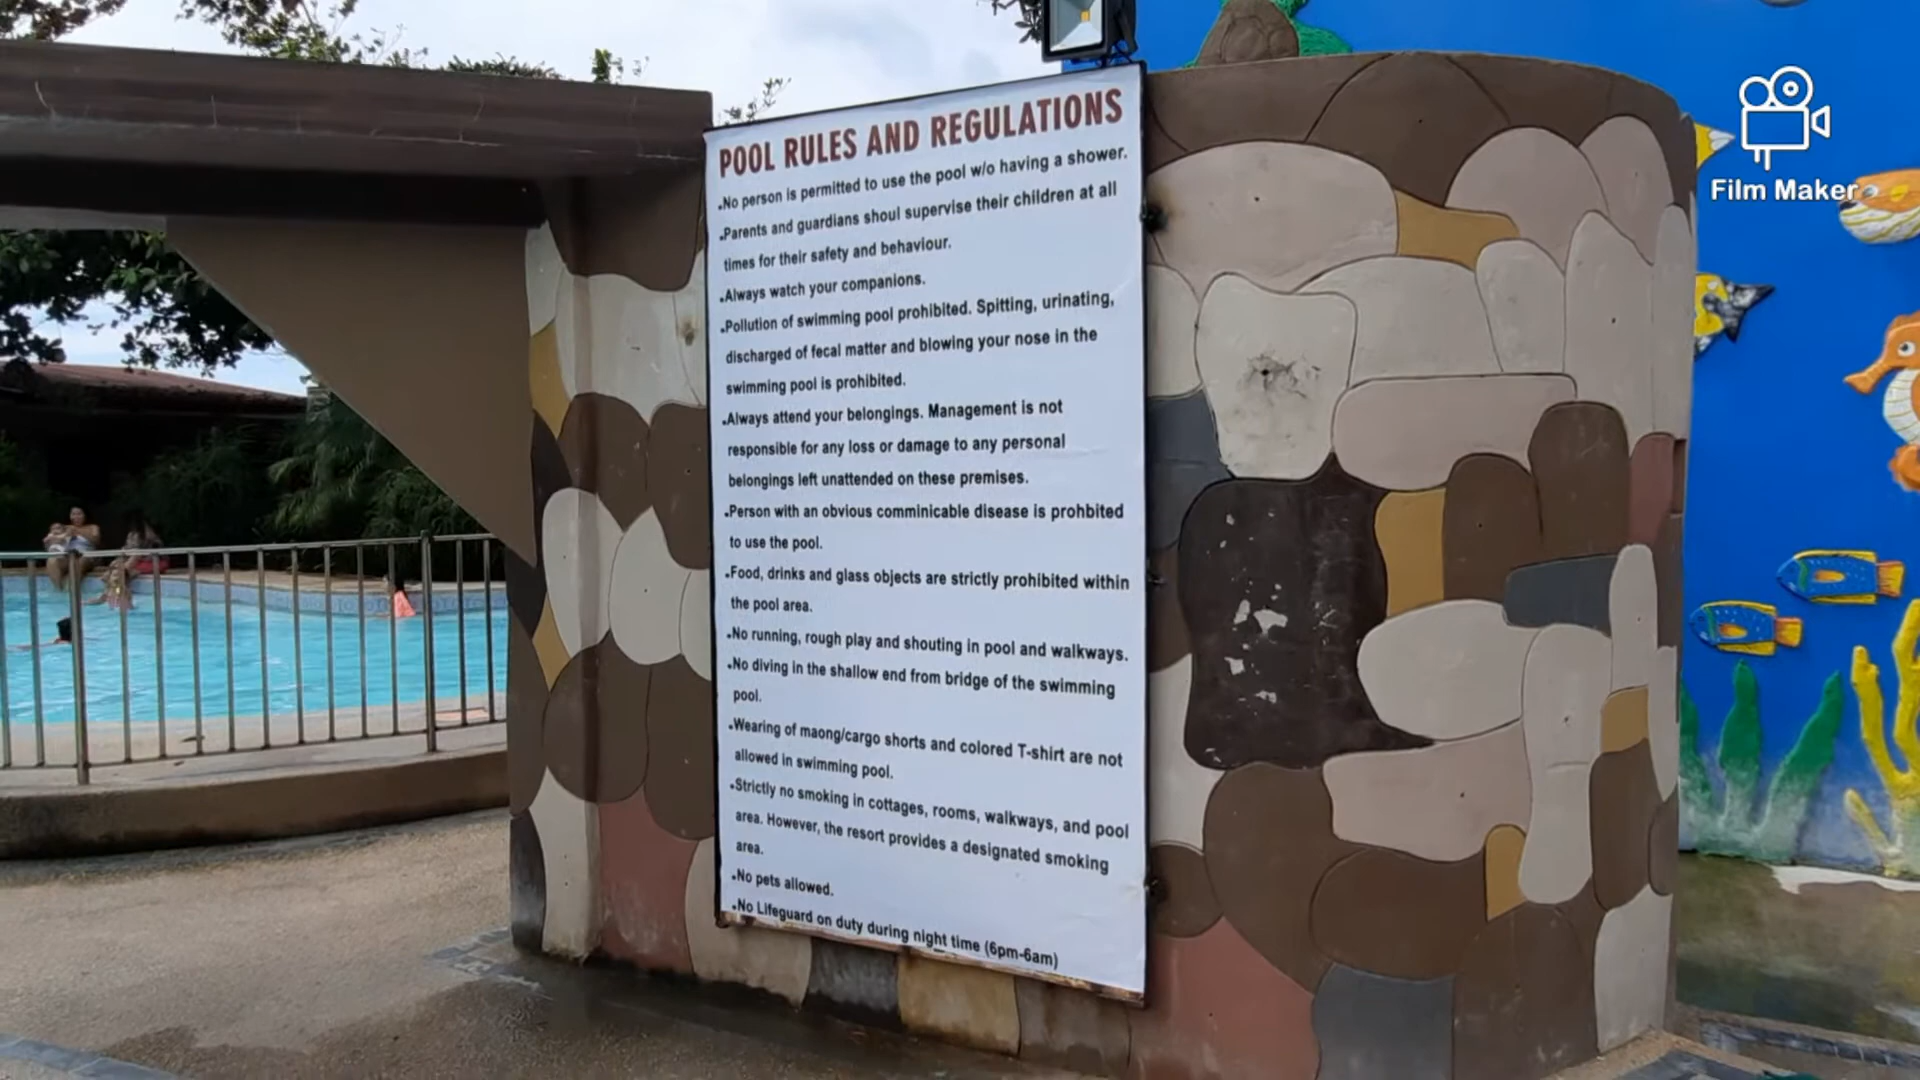 POOL RULES AND REGULATIONS
.No person is permitted to use the pool w/o having a shower.
.Parents and guardians shoul supervise their children at all
times for their safety and behaviour.
.Always watch your companions.
.Pollution of swimming pool prohibited. Spitting, urinating,
discharged of fecal matter and blowing your nose in the
swimming pool is prohibited.
.Always attend your belongings. Management is not
responsible for any loss or damage to any personal
belongings left unattended on these premises.
.Person with an obvious comminicable disease is prohbited
to use the pool.
.Food, drinks and glass objects are strictly prohibited within
the pool area.
.No running, rough play and shouting in pool and walkways.
.No diving in the shallow end from bridge of the swimming
pool.
.Wearing of maong/cargo shorts and colored T-shirt are not
allowed in swimming pool.
.Strictly no smoking in cottages, rooms, walkways, and pool
area. However, the resort provides a designated smoking
area.
.No pets allowed.
.No Lifeguard on duty during night time (6pm-6am)
Film Maker